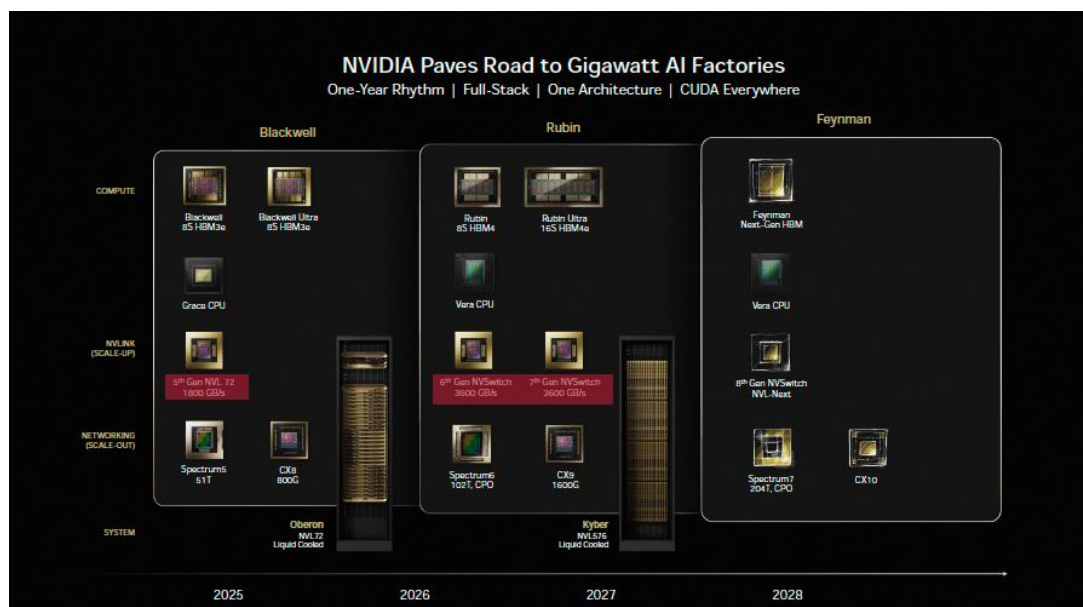 NVIDIA Paves Road to Gigawatt AI Factories
One-Year Rhythm | Full-Stack | One Architecture | CUDA Everywhere
Blackwell
Rubin
Feynman
COMPUTE
Blackwell
8S HBM3e
Blackwell Ultra
8S HBM3e
Rubin
8S HBM4
Rubin Ultra
16S HBM4e
Feynman
Next-Gen HBM
Grace CPU
Vera CPU
Vera CPU
NVLINK
(SCALE-UP)
5th Gen NVL 72
1800 GB/s
6th Gen NVSwitch
3600 GB/s
7th Gen NVSwitch
3600 GB/s
8th Gen NVSwitch
NVL-Next
NETWORKING
(SCALE-OUT)
Spectrum5
51T
CX8
800G
Spectrum6
102T, CPO
CX9
1600G
Spectrum7
204T, CPO
CX10
SYSTEM
Oberon
NVL72
Liquid Cooled
Kyber
NVL576
Liquid Cooled
2025
2026
2027
2028